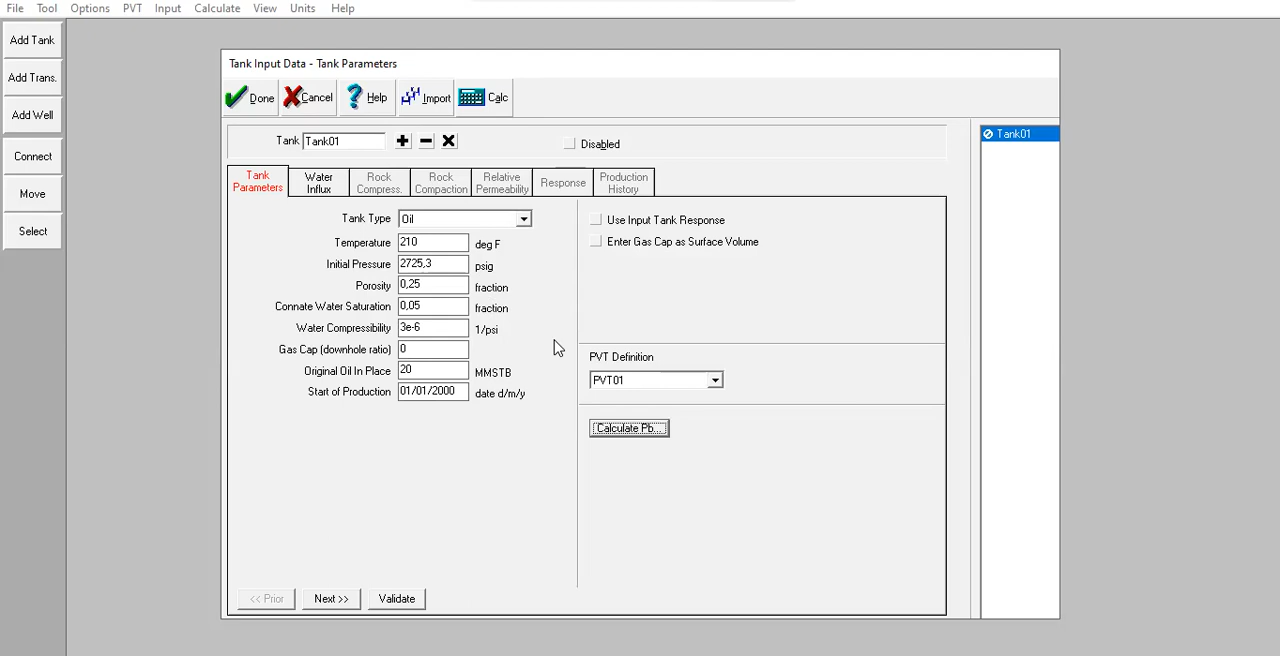 File Tool Options PVT Input Calculate View Units Help
Add Tank
Add Trans.
Add Well
Connect
Move
Select
Tank Input Data - Tank Parameters
Done Cancel Help Import Calc
Tank Tank01 Disabled
Tank Parameters Water Influx Rock Compress. Rock Compaction Relative Permeability Response Production History
Tank Type Oil
Temperature 210 deg F
Initial Pressure 2725,3 psig
Porosity 0,25 fraction
Connate Water Saturation 0,05 fraction
Water Compressibility 3e-6 1/psi
Gas Cap (downhole ratio) 0
Original Oil In Place 20 MMSTB
Start of Production 01/01/2000 date d/m/y
Use Input Tank Response
Enter Gas Cap as Surface Volume
PVT Definition
PVT01
Calculate Pb...
<< Prior Next >> Validate
Tank01